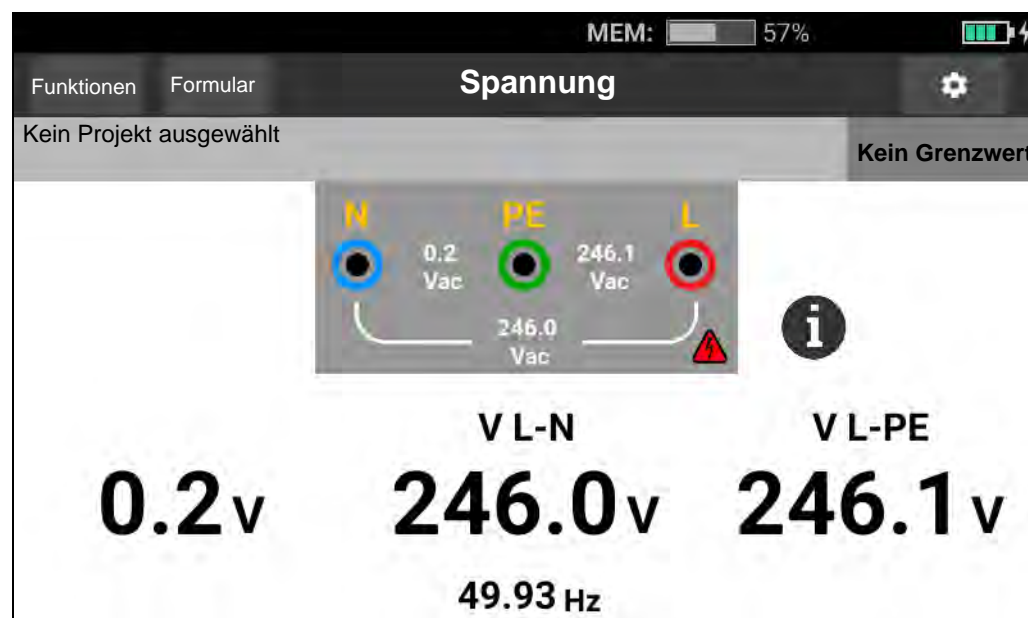 MEM: 57%
Funktionen Formular Spannung
Kein Projekt ausgewählt
Kein Grenzwert
N PE L
0.2 246.1
Vac Vac
246.0
Vac
i
V L-N V L-PE
0.2 V 246.0 V 246.1 V
49.93 Hz